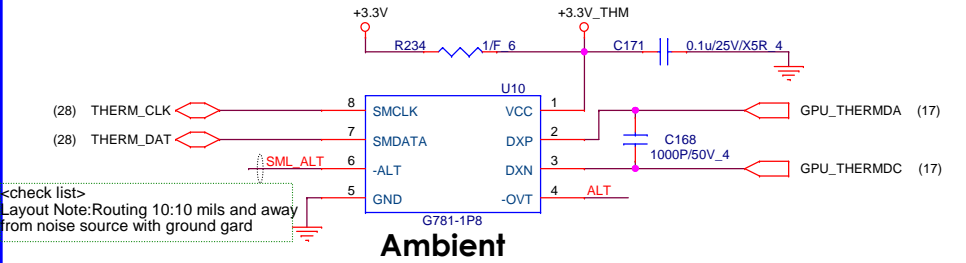 +3.3V
+3.3V_THM
R234 1/F_6
C171 0.1u/25V/X5R_4
U10
(28) THERM_CLK 8 SMCLK VCC 1 GPU_THERMDA (17)
(28) THERM_DAT 7 SMDATA DXP 2
C168
1000P/50V_4
SML_ALT 6 -ALT DXN 3 GPU_THERMDC (17)
5 GND -OVT 4 ALT
G781-1P8
<check list>
Layout Note:Routing 10:10 mils and away
from noise source with ground gard
Ambient